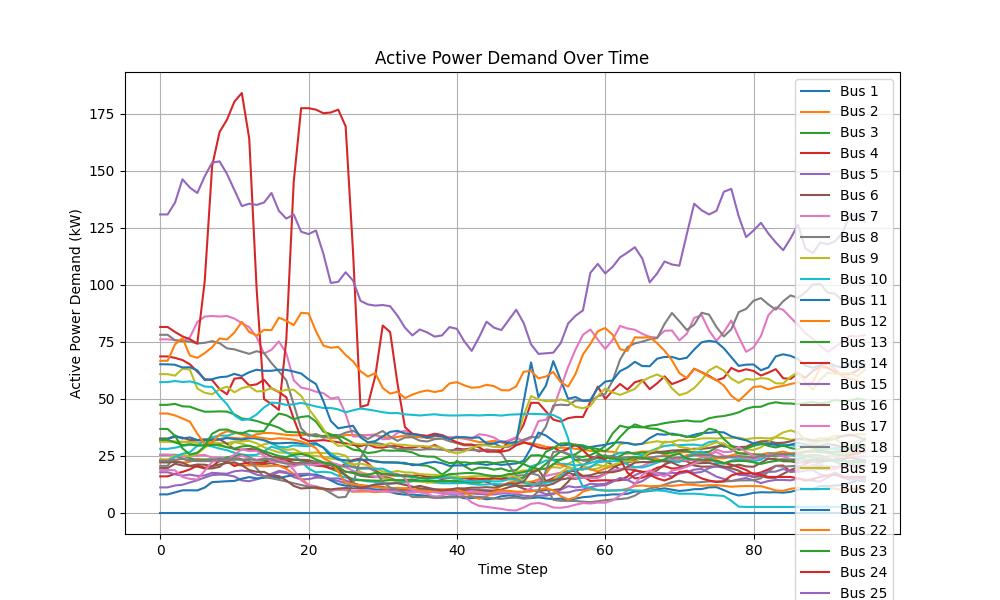 Active Power Demand Over Time
Active Power Demand (kW)
175
150
125
100
75
50
25
0
0
20
40
60
80
Time Step
Bus 1
Bus 2
Bus 3
Bus 4
Bus 5
Bus 6
Bus 7
Bus 8
Bus 9
Bus 10
Bus 11
Bus 12
Bus 13
Bus 14
Bus 15
Bus 16
Bus 17
Bus 18
Bus 19
Bus 20
Bus 21
Bus 22
Bus 23
Bus 24
Bus 25